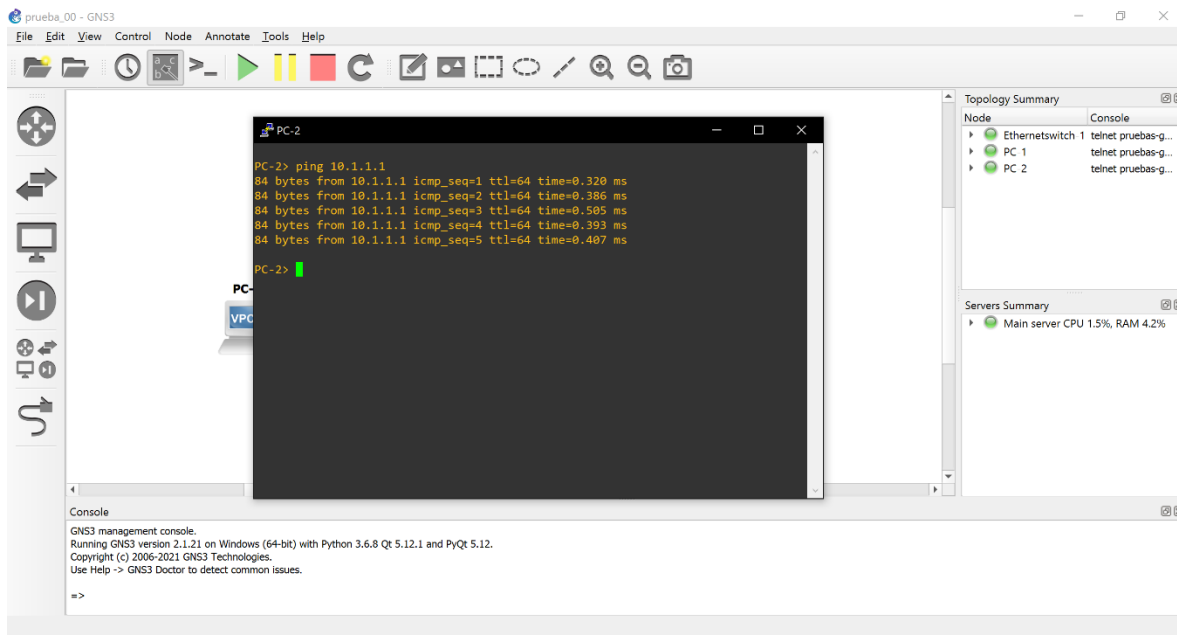 prueba_00 - GNS3
File Edit View Control Node Annotate Tools Help
Topology Summary
Node Console
Ethernetswitch 1 telnet pruebas-g...
PC 1 telnet pruebas-g...
PC 2 telnet pruebas-g...
PC-2
PC-2> ping 10.1.1.1
84 bytes from 10.1.1.1 icmp_seq=1 ttl=64 time=0.320 ms
84 bytes from 10.1.1.1 icmp_seq=2 ttl=64 time=0.386 ms
84 bytes from 10.1.1.1 icmp_seq=3 ttl=64 time=0.505 ms
84 bytes from 10.1.1.1 icmp_seq=4 ttl=64 time=0.393 ms
84 bytes from 10.1.1.1 icmp_seq=5 ttl=64 time=0.407 ms
PC-2>
PC-
VPC
Servers Summary
Main server CPU 1.5%, RAM 4.2%
Console
GNS3 management console.
Running GNS3 version 2.1.21 on Windows (64-bit) with Python 3.6.8 Qt 5.12.1 and PyQt 5.12.
Copyright (c) 2006-2021 GNS3 Technologies.
Use Help -> GNS3 Doctor to detect common issues.
=>